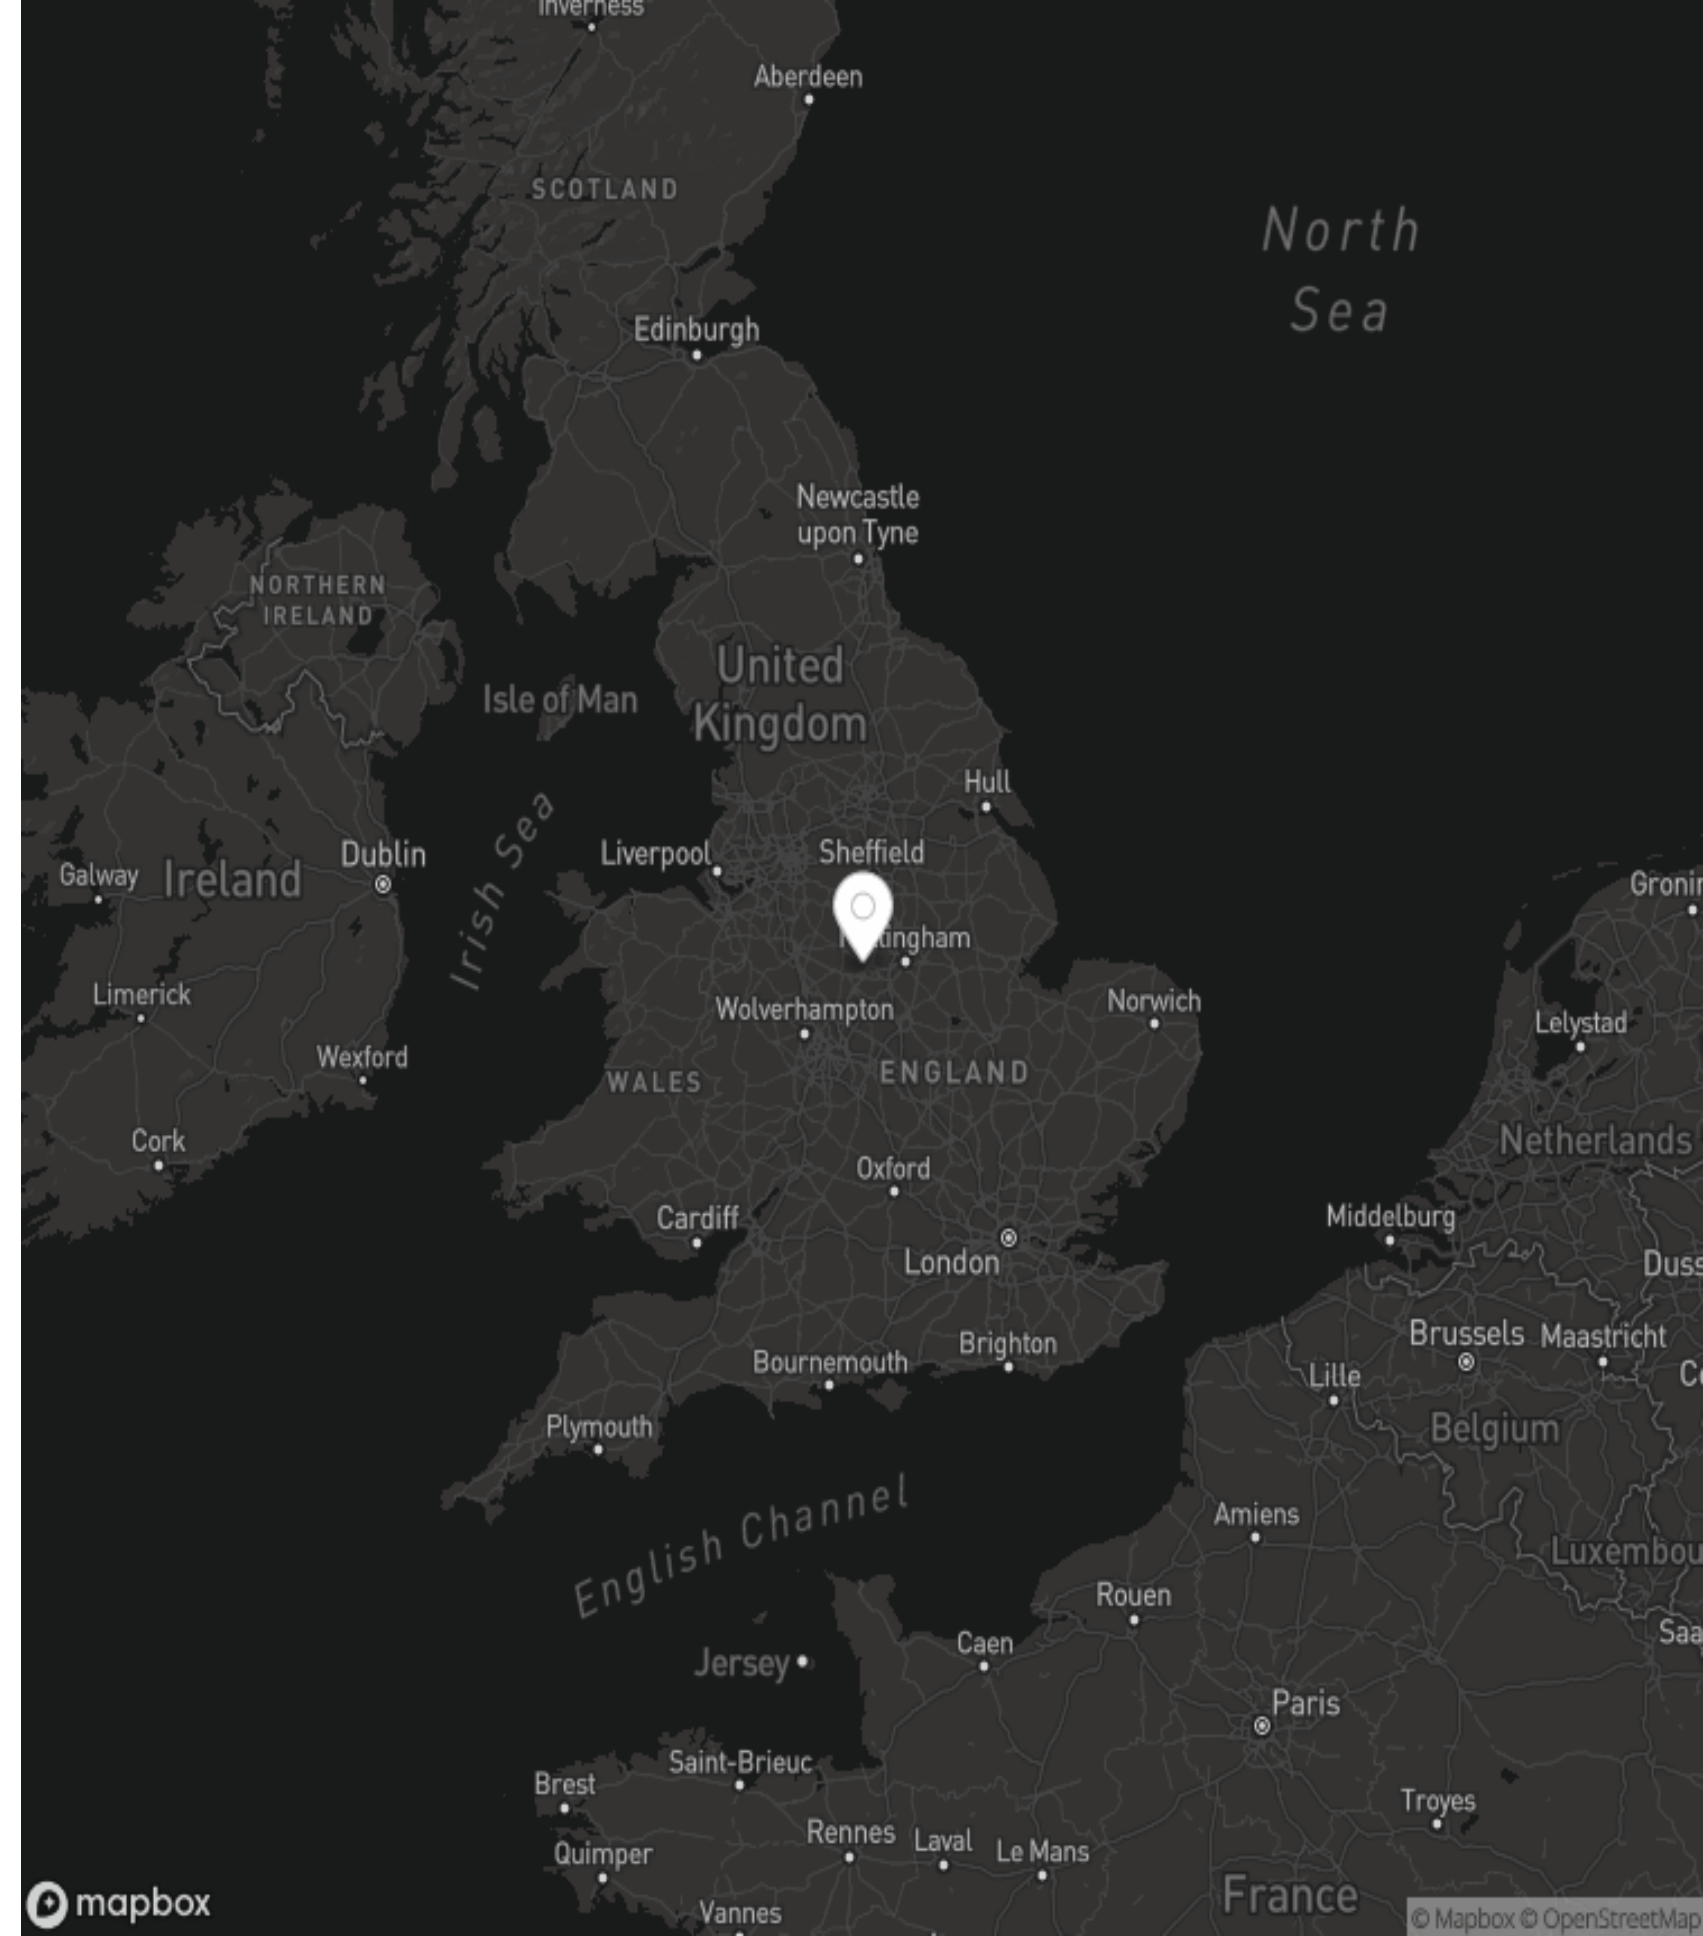 Inverness
Aberdeen
SCOTLAND
North
Sea
Edinburgh
Newcastle
upon Tyne
NORTHERN
IRELAND
United
Kingdom
Isle of Man
Hull
Irish Sea
Liverpool
Sheffield
Dublin
Galway
Ireland
Gronin
tingham
Limerick
Wolverhampton
Norwich
Lelystad
Wexford
WALES
ENGLAND
Cork
Netherlands
Oxford
Cardiff
Middelburg
London
Duss
Brighton
Brussels
Maastricht
Bournemouth
Lille
Co
Plymouth
Belgium
English Channel
Amiens
Luxembou
Rouen
Caen
Saa
Jersey
Paris
Saint-Brieuc
Brest
Troyes
Rennes
Laval
Le Mans
Quimper
France
Vannes
mapbox
© Mapbox © OpenStreetMap